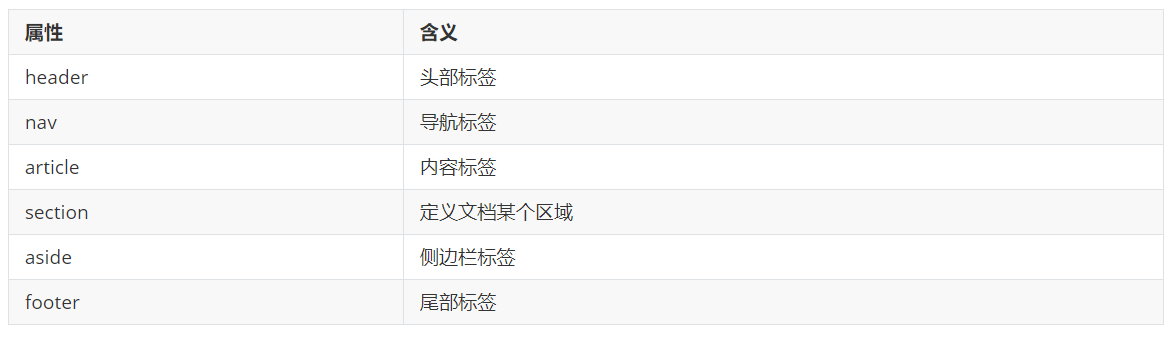 属性 含义
header 头部标签
nav 导航标签
article 内容标签
section 定义文档某个区域
aside 侧边栏标签
footer 尾部标签